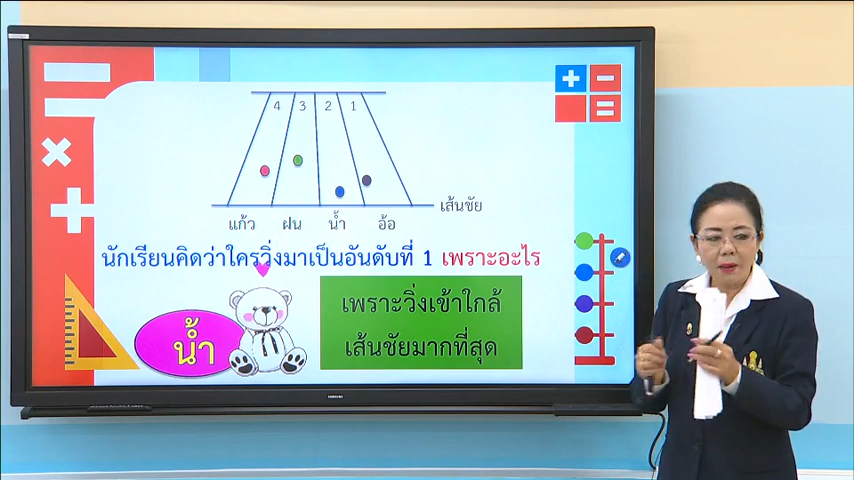 4 3 2 1
เส้นชัย
แก้ว ฝน น้ำ อ้อ
นักเรียนคิดว่าใครวิ่งมาเป็นอันดับที่ 1 เพราะอะไร
น้ำ
เพราะวิ่งเข้าใกล้
เส้นชัยมากที่สุด
SAMSUNG